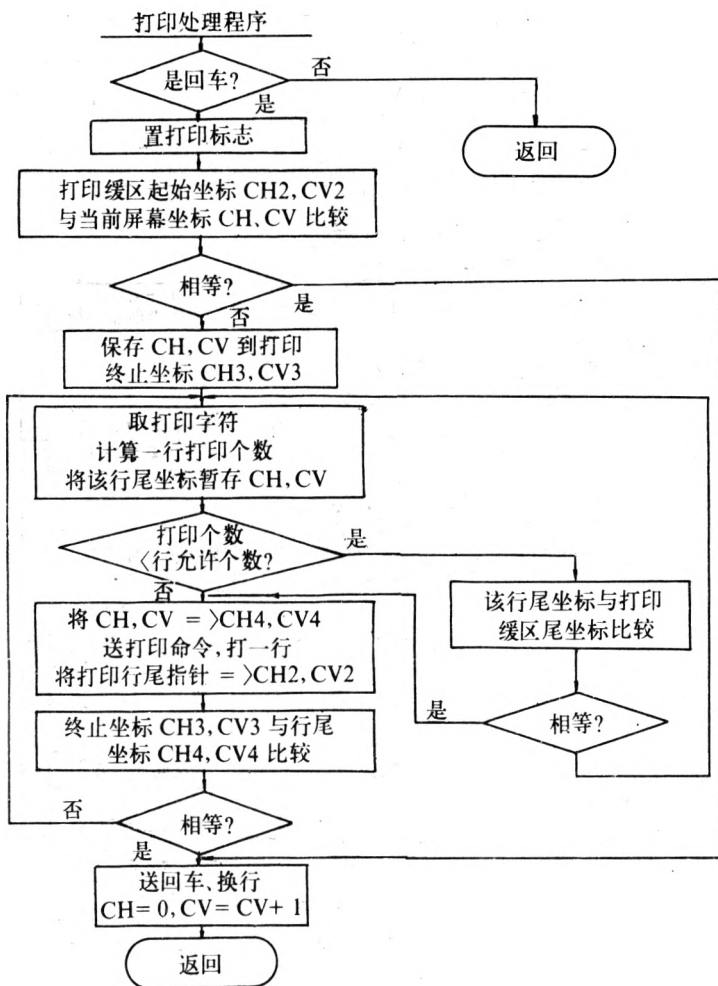 打印处理程序
是回车?
否
是
置打印标志
返回
打印缓区起始坐标 CH2, CV2
与当前屏幕坐标 CH、CV 比较
相等?
是
否
保存 CH, CV 到打印
终止坐标 CH3, CV3
取打印字符
计算一行打印个数
将该行尾坐标暂存 CH, CV
打印个数
<行允许个数?
是
否
该行尾坐标与打印
缓区尾坐标比较
将 CH, CV = >CH4, CV4
送打印命令,打一行
将打印行尾指针 = >CH2, CV2
是
相等?
终止坐标 CH3, CV3 与行尾
坐标 CH4, CV4 比较
否
相等?
是
送回车、换行
CH= 0, CV= CV+ 1
返回